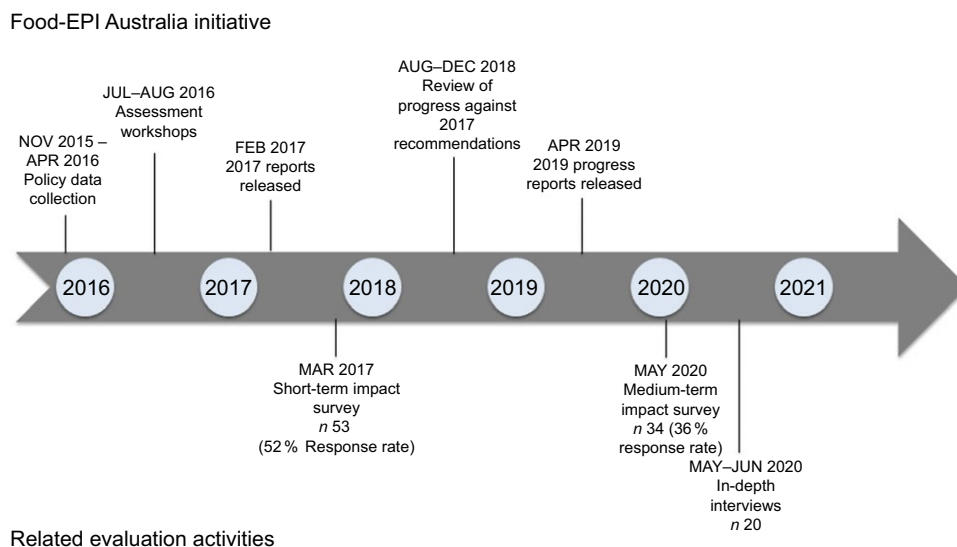 Food-EPI Australia initiative
NOV 2015 –
APR 2016
Policy data
collection
JUL–AUG 2016
Assessment
workshops
FEB 2017
2017 reports
released
AUG–DEC 2018
Review of
progress against
2017
recommendations
APR 2019
2019 progress
reports released
2016
2017
2018
2019
2020
2021
MAR 2017
Short-term impact
survey
n 53
(52 % Response rate)
MAY 2020
Medium-term
impact survey
n 34 (36 %
response rate)
MAY–JUN 2020
In-depth
interviews
n 20
Related evaluation activities